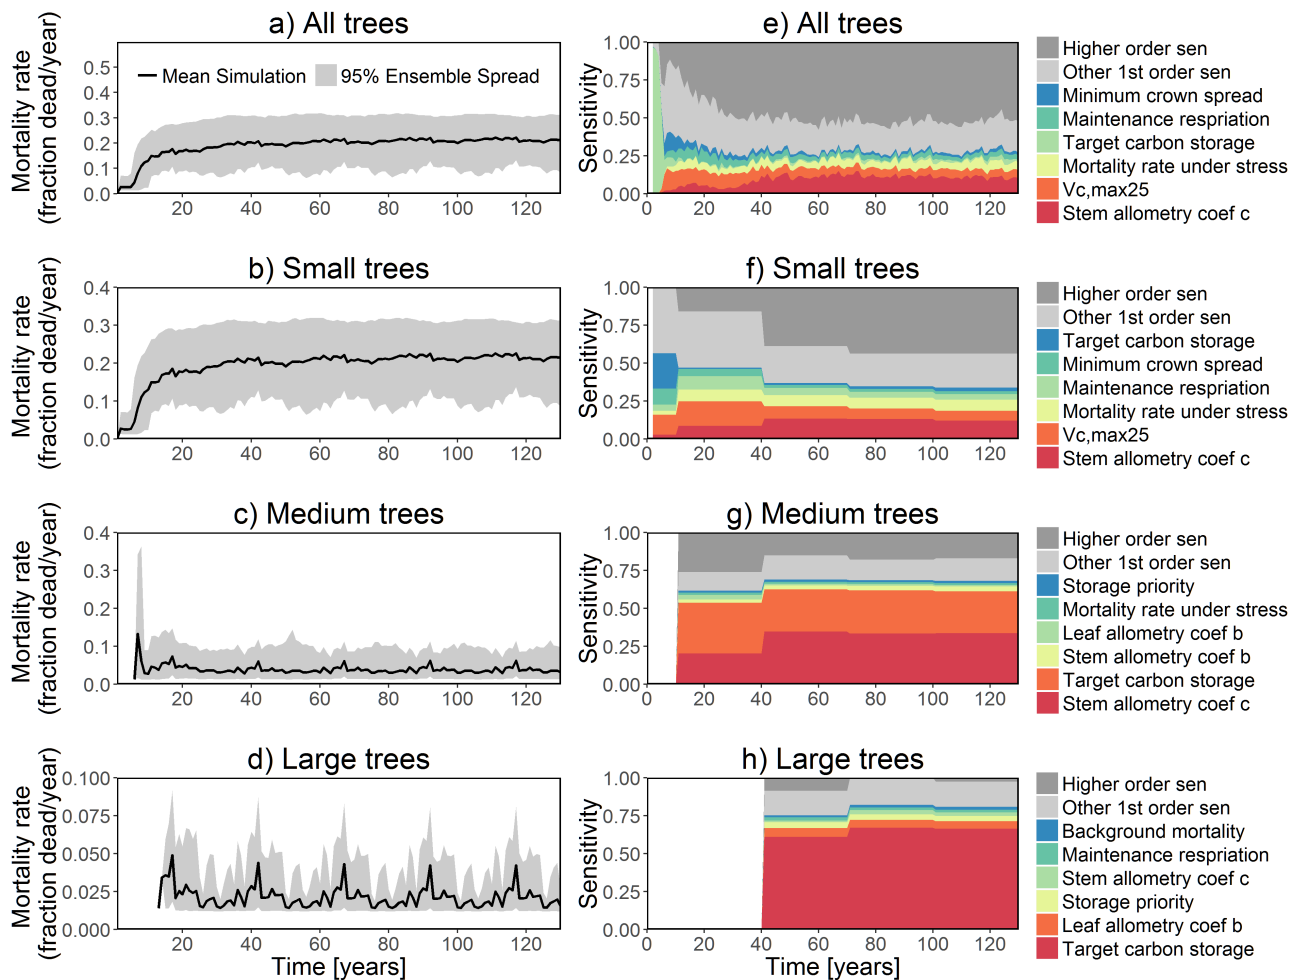 a) All trees
Mortality rate
(fraction dead/year)
0.5
0.4
0.3
0.2
0.1
0.0
Mean Simulation
95% Ensemble Spread
20 40 60 80 100 120
e) All trees
Sensitivity
1.00
0.75
0.50
0.25
0.00
0 20 40 60 80 100 120
Higher order sen
Other 1st order sen
Minimum crown spread
Maintenance respriation
Target carbon storage
Mortality rate under stress
Vc,max25
Stem allometry coef c
b) Small trees
Mortality rate
(fraction dead/year)
0.4
0.3
0.2
0.1
0.0
20 40 60 80 100 120
f) Small trees
Sensitivity
1.00
0.75
0.50
0.25
0.00
0 20 40 60 80 100 120
Higher order sen
Other 1st order sen
Target carbon storage
Minimum crown spread
Maintenance respriation
Mortality rate under stress
Vc,max25
Stem allometry coef c
c) Medium trees
Mortality rate
(fraction dead/year)
0.4
0.3
0.2
0.1
0.0
20 40 60 80 100 120
g) Medium trees
Sensitivity
1.00
0.75
0.50
0.25
0.00
0 20 40 60 80 100 120
Higher order sen
Other 1st order sen
Storage priority
Mortality rate under stress
Leaf allometry coef b
Stem allometry coef b
Target carbon storage
Stem allometry coef c
d) Large trees
Mortality rate
(fraction dead/year)
0.100
0.075
0.050
0.025
0.000
20 40 60 80 100 120
Time [years]
h) Large trees
Sensitivity
1.00
0.75
0.50
0.25
0.00
0 20 40 60 80 100 120
Time [years]
Higher order sen
Other 1st order sen
Background mortality
Maintenance respriation
Stem allometry coef c
Storage priority
Leaf allometry coef b
Target carbon storage